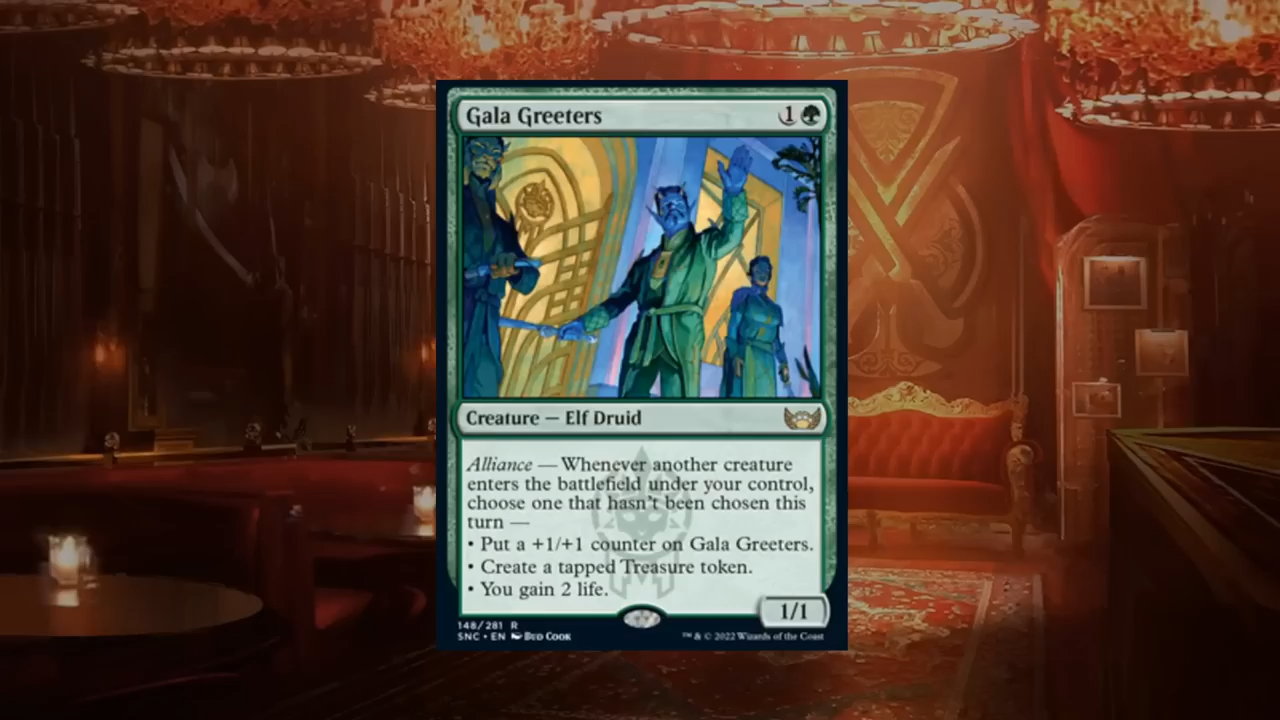 Gala Greeters 1
Creature — Elf Druid
Alliance — Whenever another creature
enters the battlefield under your control,
choose one that hasn't been chosen this
turn —
• Put a +1/+1 counter on Gala Greeters.
• Create a tapped Treasure token.
• You gain 2 life.
1/1
148/281 R
SNC • EN Bud Cook
™ & © 2022 Wizards of the Coast